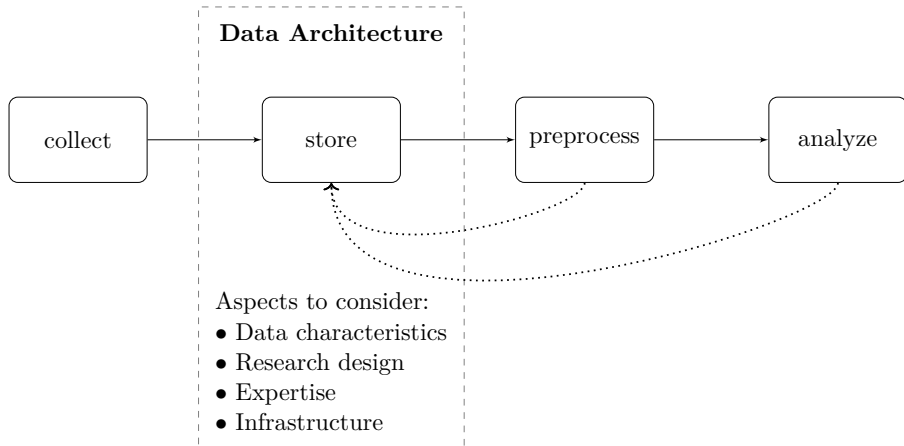 Data Architecture
collect
store
preprocess
analyze
Aspects to consider:
• Data characteristics
• Research design
• Expertise
• Infrastructure